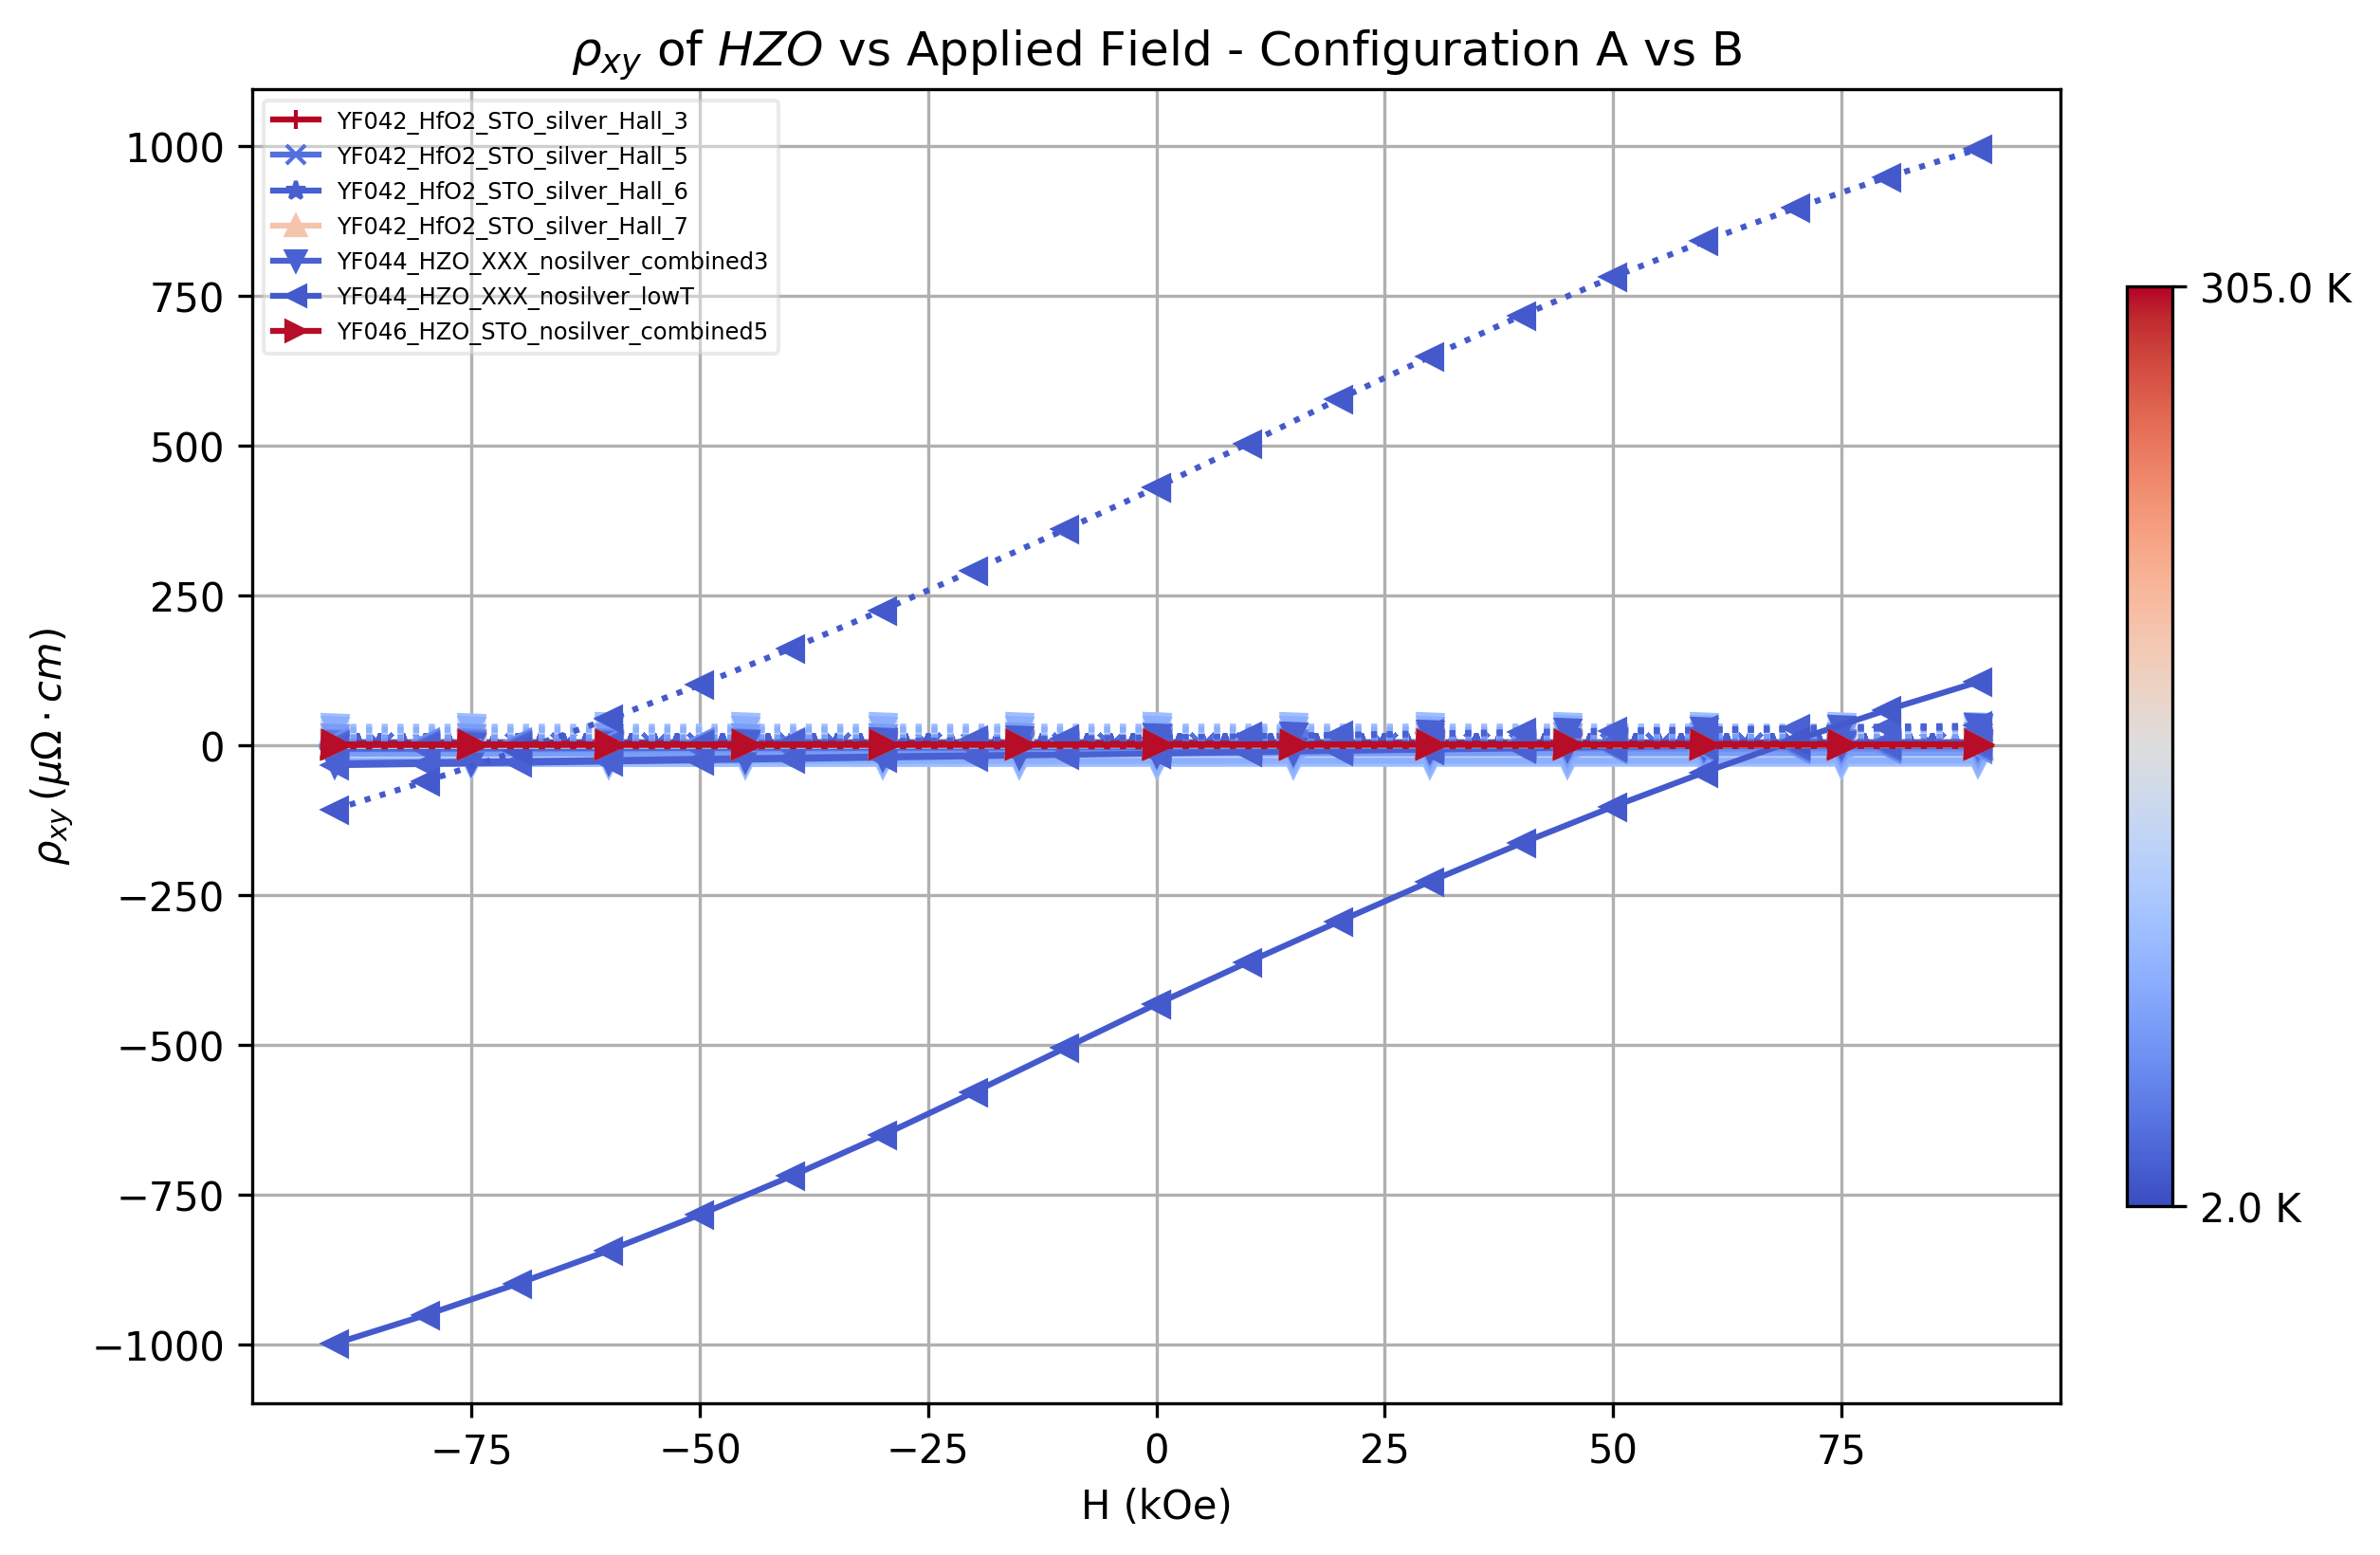 ρxy of HZO vs Applied Field - Configuration A vs B
YF042_HfO2_STO_silver_Hall_3
YF042_HfO2_STO_silver_Hall_5
YF042_HfO2_STO_silver_Hall_6
YF042_HfO2_STO_silver_Hall_7
YF044_HZO_XXX_nosilver_combined3
YF044_HZO_XXX_nosilver_lowT
YF046_HZO_STO_nosilver_combined5
1000
750
500
250
0
−250
−500
−750
−1000
ρxy (μΩ · cm)
−75
−50
−25
0
25
50
75
H (kOe)
305.0 K
2.0 K